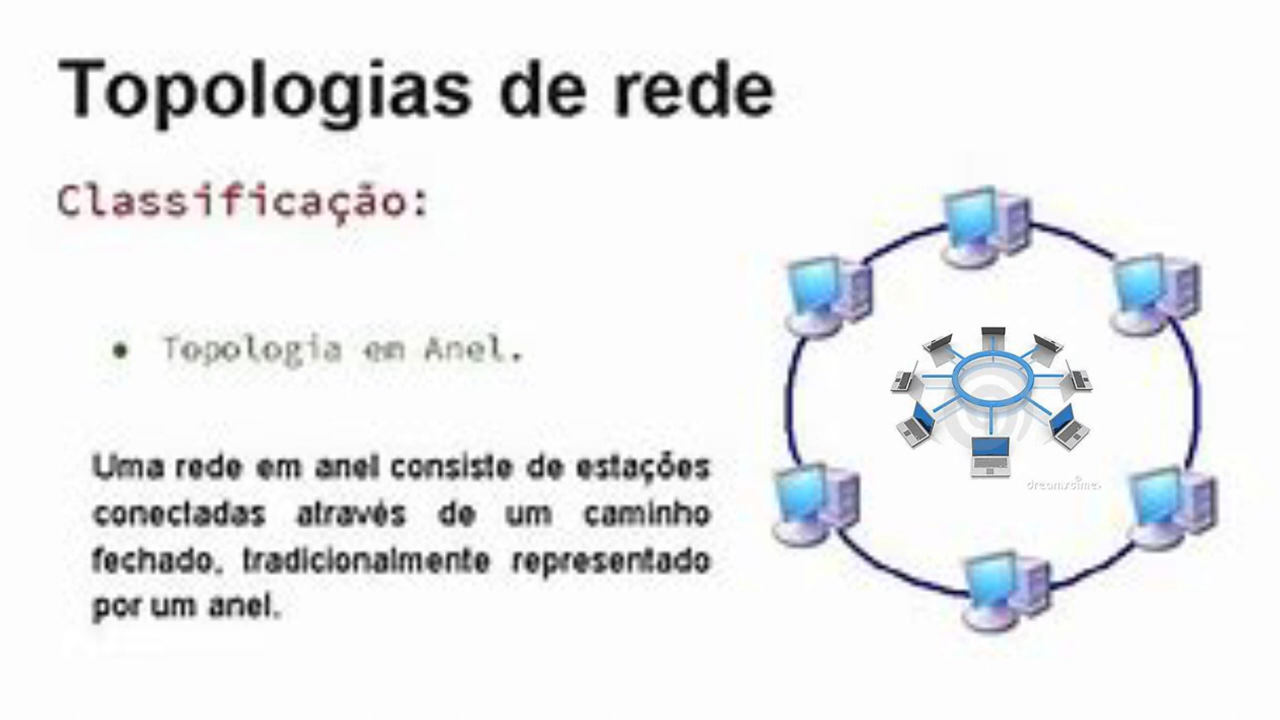 Topologias de rede
Classificação:
• Topologia em Anel.
Uma rede em anel consiste de estações
conectadas através de um caminho
fechado, tradicionalmente representado
por um anel.
dreamstime.